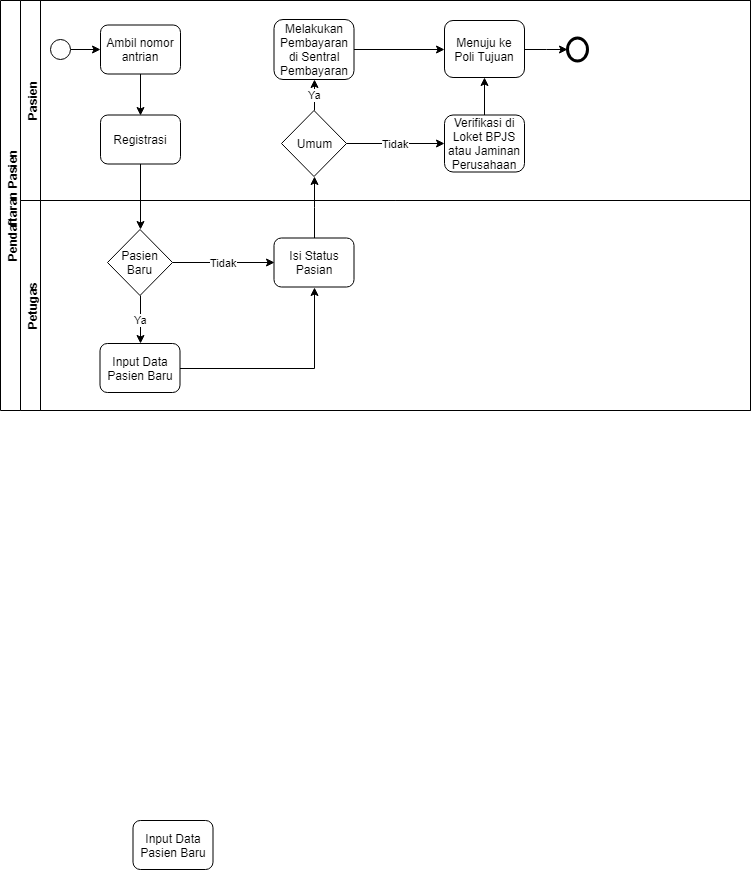 Pendaftaran Pasien
Pasien
Ambil nomor
antrian
Melakukan
Pembayaran
di Sentral
Pembayaran
Menuju ke
Poli Tujuan
Ya
Registrasi
Umum
Tidak
Verifikasi di
Loket BPJS
atau Jaminan
Perusahaan
Petugas
Pasien
Baru
Tidak
Isi Status
Pasian
Ya
Input Data
Pasien Baru
Input Data
Pasien Baru